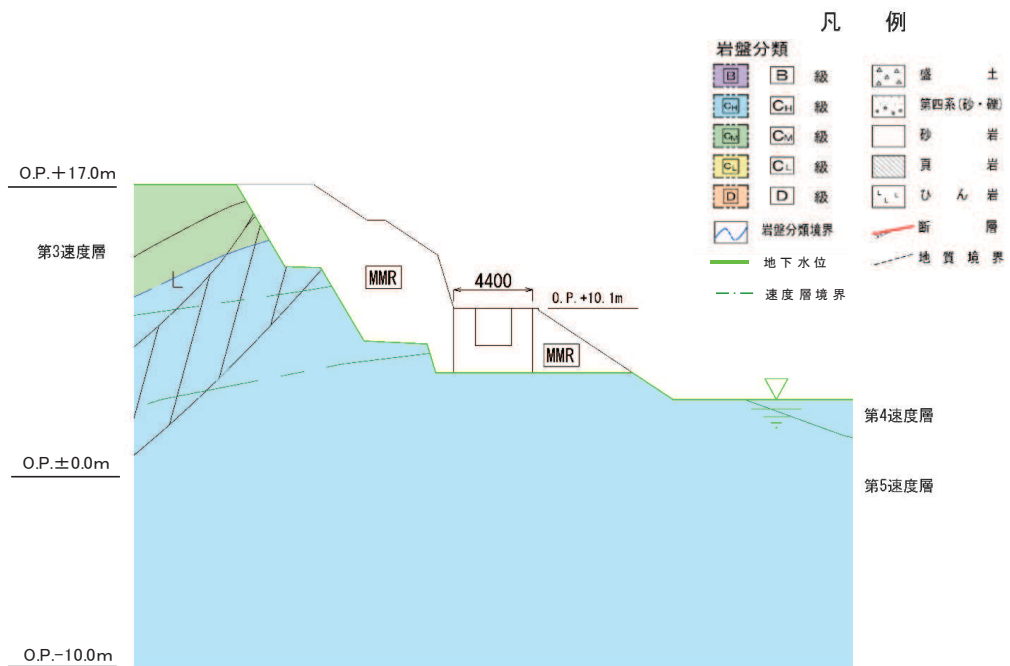 凡 例
岩盤分類
B B 級
CH CH 級
CM CM 級
CL CL 級
D D 級
岩盤分類境界
地下水位
速度層境界
盛 土
第四系(砂・礫)
砂 岩
頁 岩
ひ ん 岩
断 層
地 質 境 界
O.P.+17.0m
第3速度層
L
MMR
4400
O.P.+10.1m
MMR
第4速度層
O.P.±0.0m
第5速度層
O.P.-10.0m